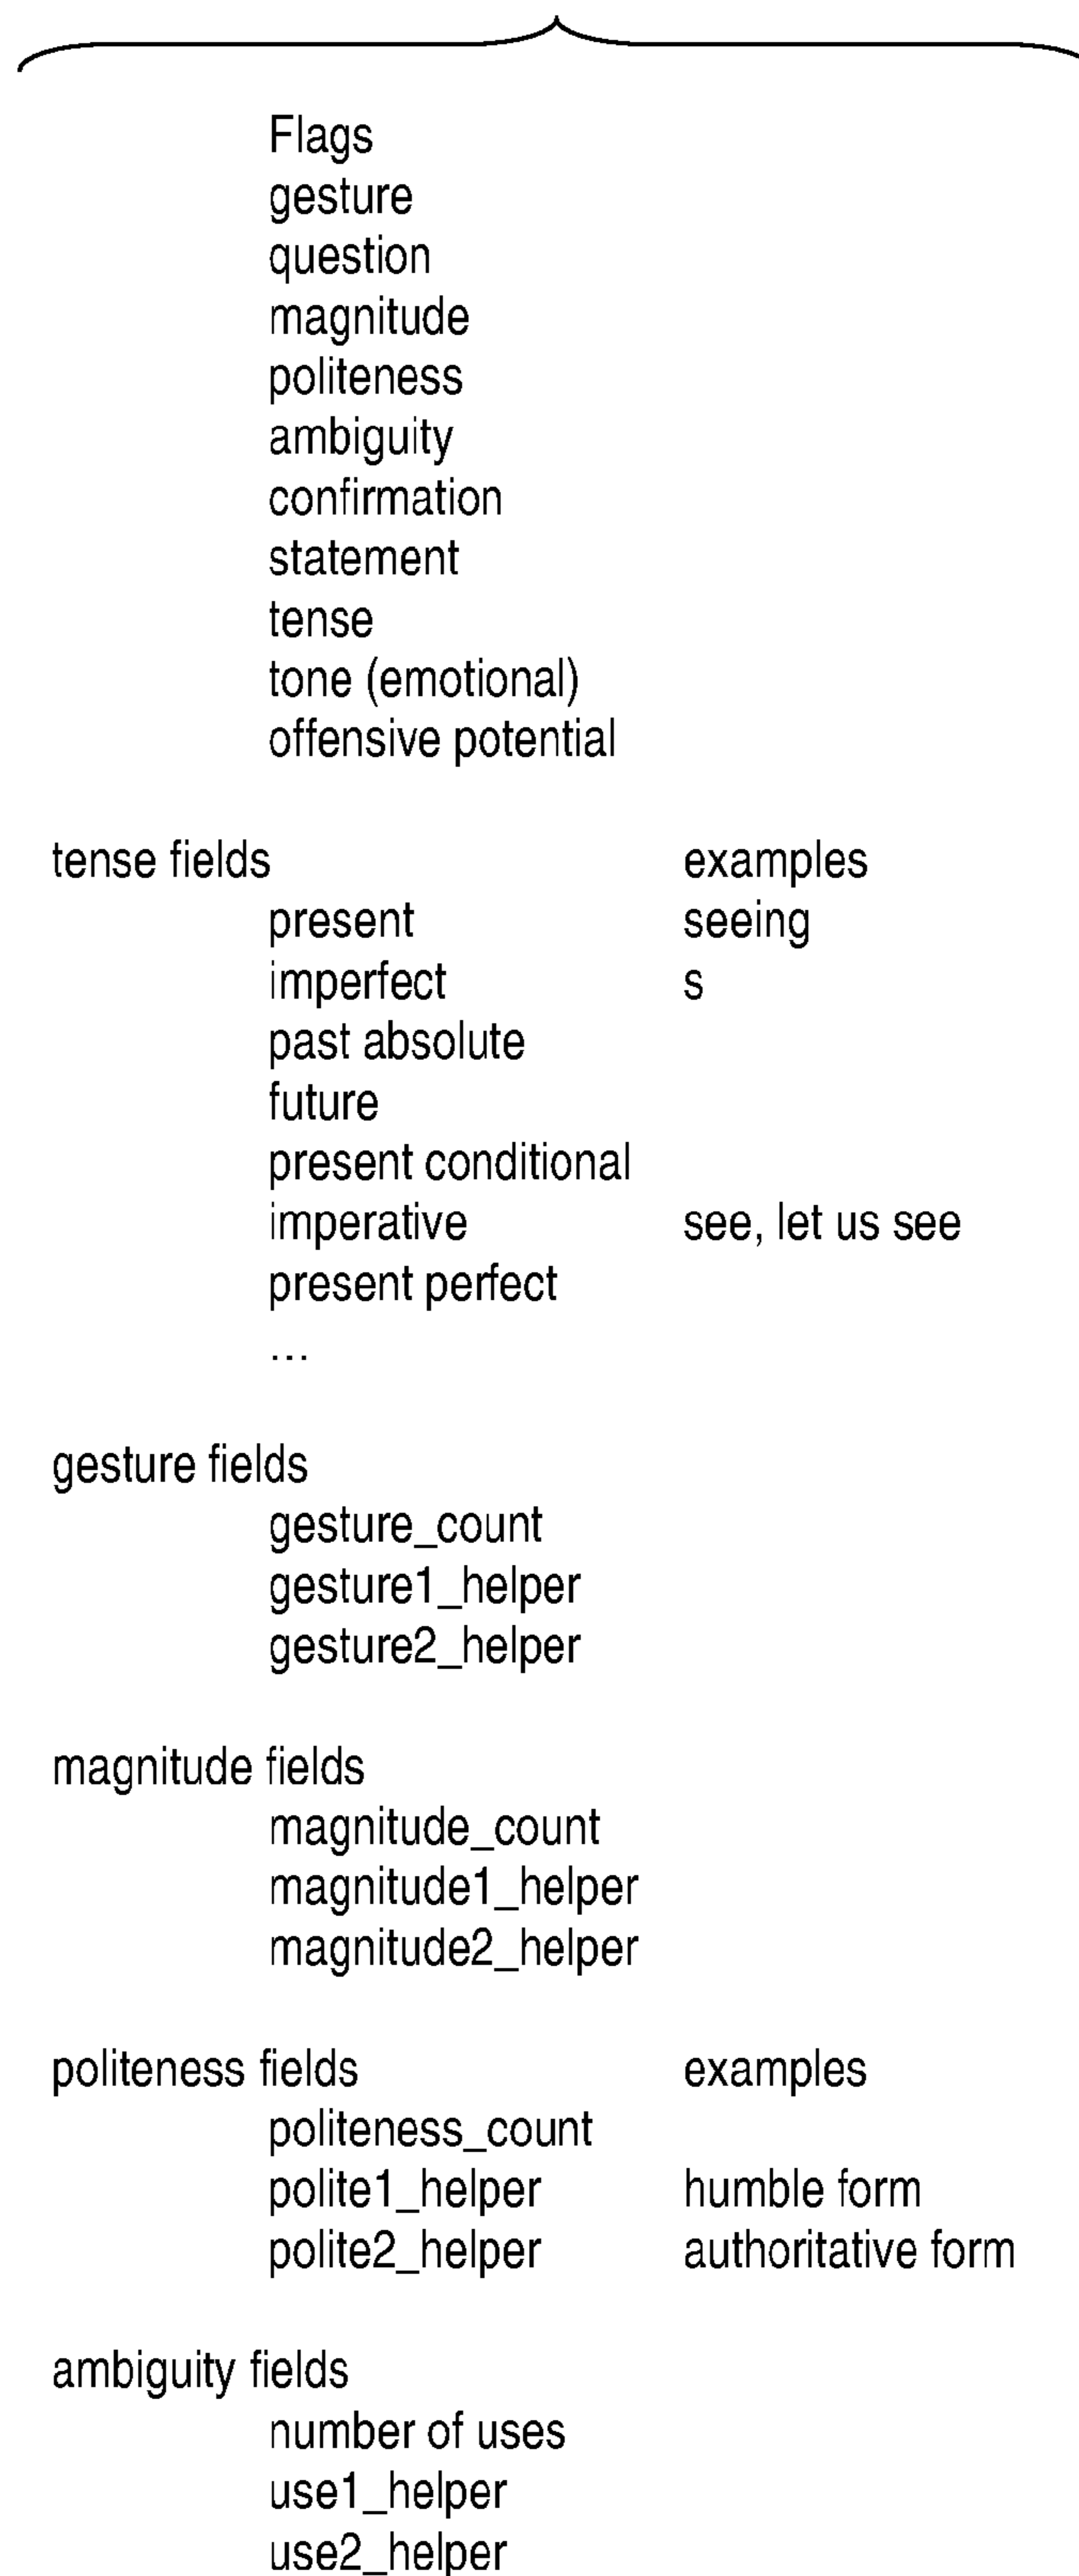 Flags
gesture
question
magnitude
politeness
ambiguity
confirmation
statement
tense
tone (emotional)
offensive potential
tense fields examples
present seeing
imperfect s
past absolute
future
present conditional
imperative see, let us see
present perfect
...
gesture fields
gesture_count
gesture1_helper
gesture2_helper
magnitude fields
magnitude_count
magnitude1_helper
magnitude2_helper
politeness fields examples
politeness_count
polite1_helper humble form
polite2_helper authoritative form
ambiguity fields
number of uses
use1_helper
use2_helper